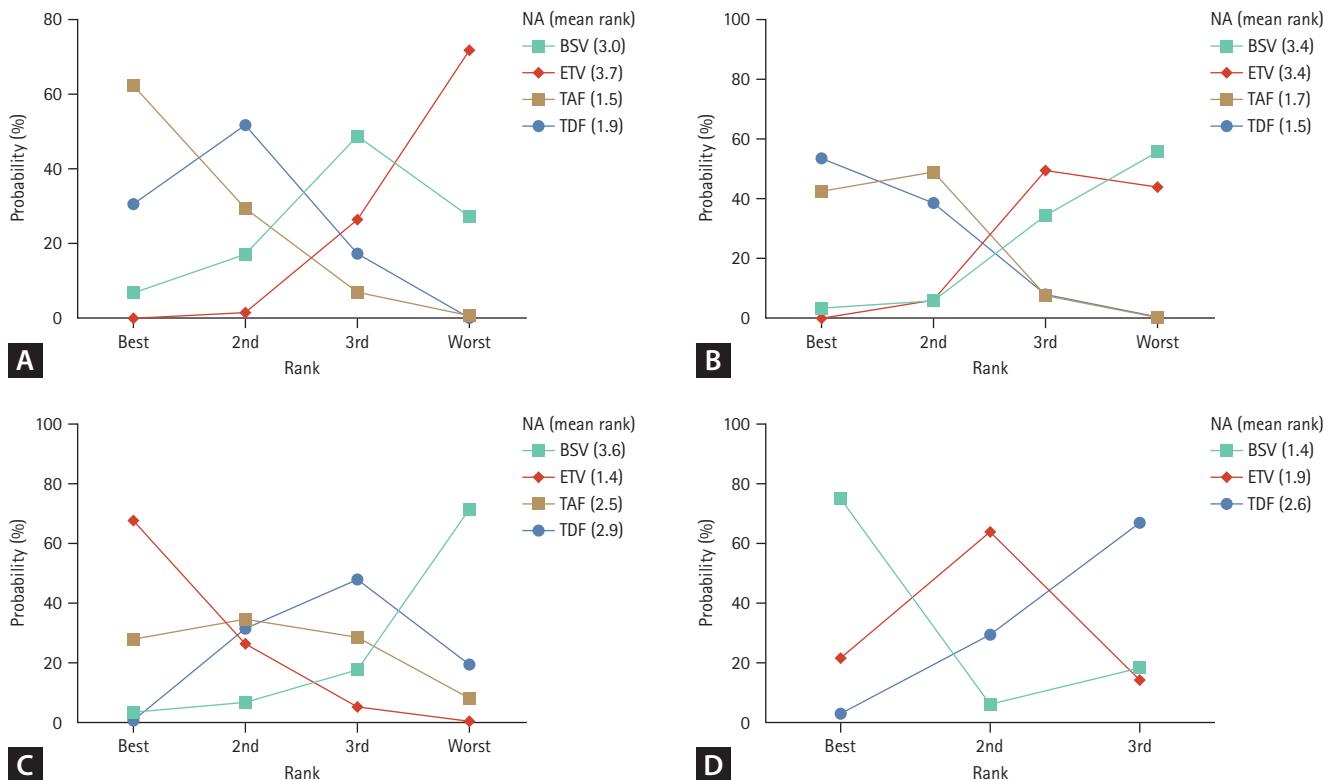 80
60
40
20
0
Probability (%)
Best 2nd 3rd Worst
Rank
NA (mean rank)
BSV (3.0)
ETV (3.7)
TAF (1.5)
TDF (1.9)
A
100
80
60
40
20
0
Probability (%)
Best 2nd 3rd Worst
Rank
NA (mean rank)
BSV (3.4)
ETV (3.4)
TAF (1.7)
TDF (1.5)
B
100
80
60
40
20
0
Probability (%)
Best 2nd 3rd Worst
Rank
NA (mean rank)
BSV (3.6)
ETV (1.4)
TAF (2.5)
TDF (2.9)
C
100
80
60
40
20
0
Probability (%)
Best 2nd 3rd
Rank
NA (mean rank)
BSV (1.4)
ETV (1.9)
TDF (2.6)
D